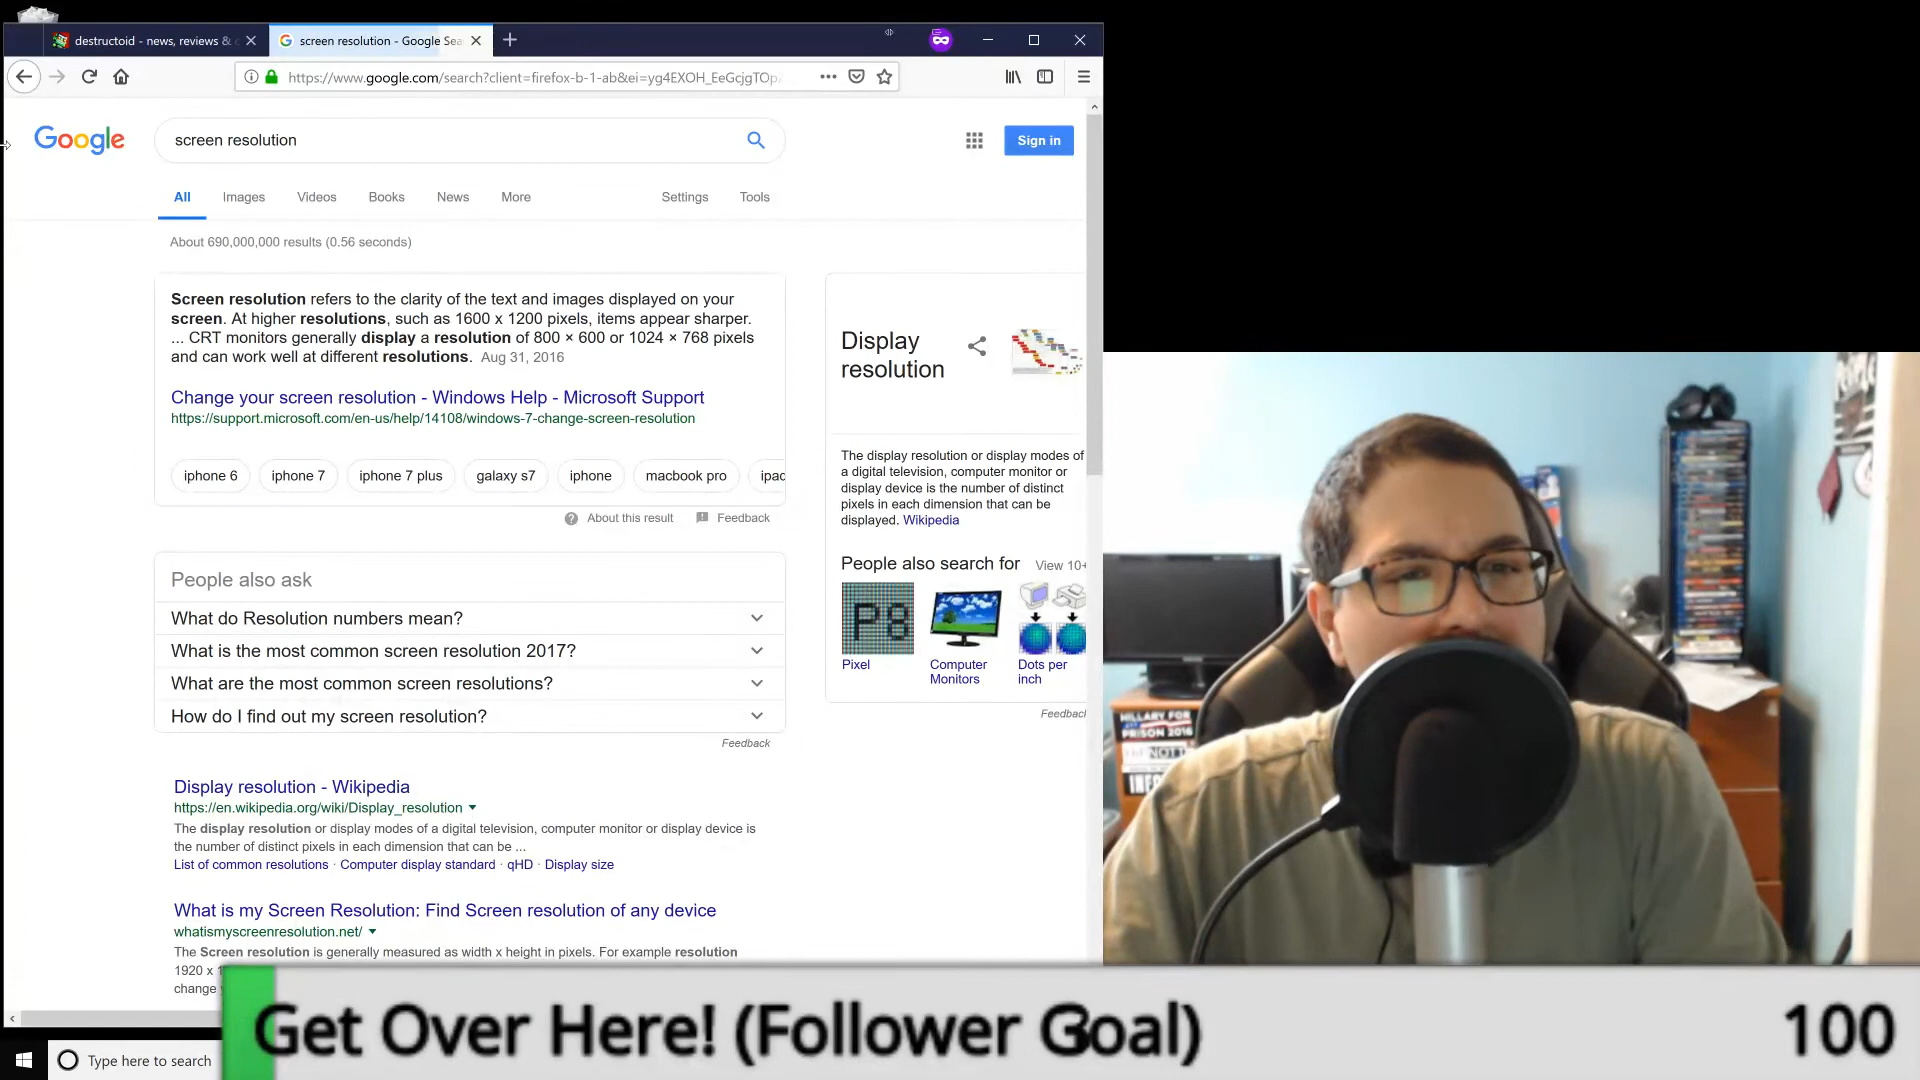 destructoid - news, reviews &
screen resolution - Google Sea
https://www.google.com/search?client=firefox-b-1-ab&ei=yg4EXOH_EeGcjgTOp
Google
screen resolution
Sign in
All
Images
Videos
Books
News
More
Settings
Tools
About 690,000,000 results (0.56 seconds)
Screen resolution refers to the clarity of the text and images displayed on your
screen. At higher resolutions, such as 1600 x 1200 pixels, items appear sharper.
... CRT monitors generally display a resolution of 800 × 600 or 1024 × 768 pixels
and can work well at different resolutions. Aug 31, 2016
Change your screen resolution - Windows Help - Microsoft Support
https://support.microsoft.com/en-us/help/14108/windows-7-change-screen-resolution
iphone 6
iphone 7
iphone 7 plus
galaxy s7
iphone
macbook pro
ipad
About this result
Feedback
People also ask
What do Resolution numbers mean?
What is the most common screen resolution 2017?
What are the most common screen resolutions?
How do I find out my screen resolution?
Feedback
Display resolution - Wikipedia
https://en.wikipedia.org/wiki/Display_resolution
The display resolution or display modes of a digital television, computer monitor or display device is
the number of distinct pixels in each dimension that can be ...
List of common resolutions · Computer display standard · qHD · Display size
What is my Screen Resolution: Find Screen resolution of any device
whatismyscreenresolution.net/
The Screen resolution is generally measured as width x height in pixels. For example resolution
1920 x 1
change
Display
resolution
The display resolution or display modes of
a digital television, computer monitor or
display device is the number of distinct
pixels in each dimension that can be
displayed. Wikipedia
People also search for
View 10+
P8
Pixel
Computer
Monitors
Dots per
inch
Feedback
HILLARY FOR
PRISON 2016
Type here to search
Get Over Here! (Follower Goal)
3
100